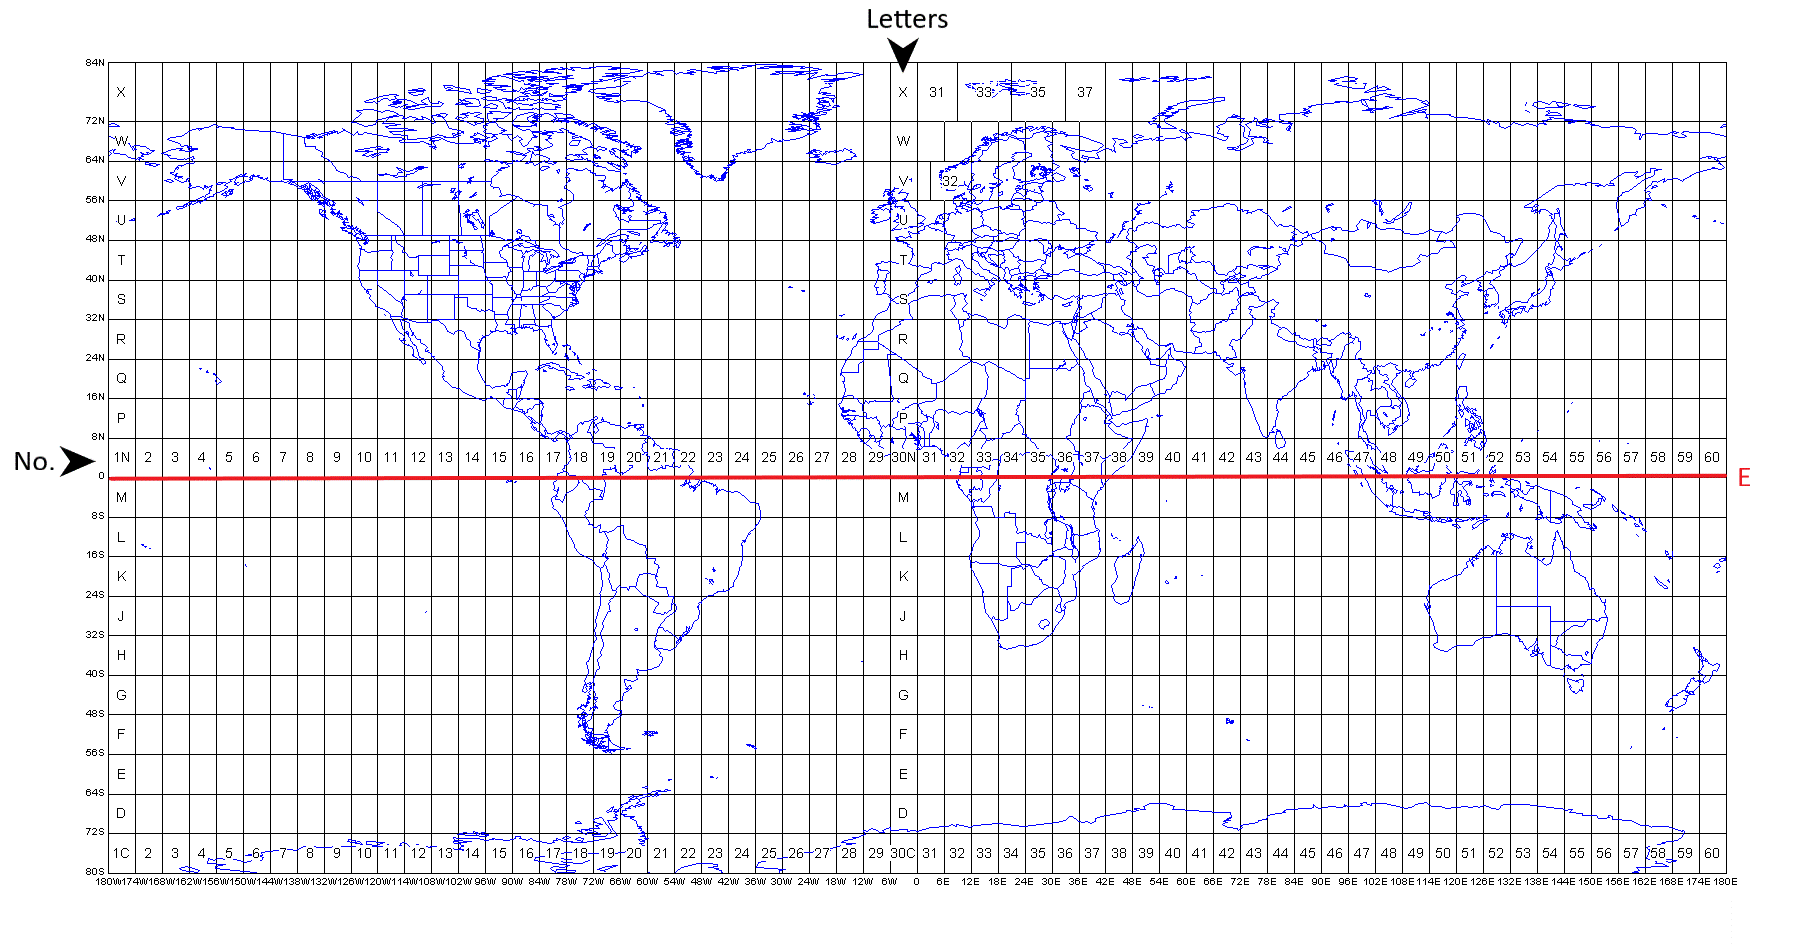 Letters
84N
X X 31 33 35 37
72N
W W
64N
V V 32
56N
U U
48N
T T
40N
S S
32N
R R
24N
Q Q
16N
P P
8N
No. 1N 2 3 4 5 6 7 8 9 10 11 12 13 14 15 16 17 18 19 20 21 22 23 24 25 26 27 28 29 30N 31 32 33 34 35 36 37 38 39 40 41 42 43 44 45 46 47 48 49 50 51 52 53 54 55 56 57 58 59 60
0 E
M M
8S
L L
16S
K K
24S
J J
32S
H H
40S
G G
48S
F F
56S
E E
64S
D D
72S
1C 2 3 4 5 6 7 8 9 10 11 12 13 14 15 16 17 18 19 20 21 22 23 24 25 26 27 28 29 30C 31 32 33 34 35 36 37 38 39 40 41 42 43 44 45 46 47 48 49 50 51 52 53 54 55 56 57 58 59 60
80S
180W 174W 168W 162W 156W 150W 144W 138W 132W 126W 120W 114W 108W 102W 96W 90W 84W 78W 72W 66W 60W 54W 48W 42W 36W 30W 24W 18W 12W 6W 0 6E 12E 18E 24E 30E 36E 42E 48E 54E 60E 66E 72E 78E 84E 90E 96E 102E 108E 114E 120E 126E 132E 138E 144E 150E 156E 162E 168E 174E 180E